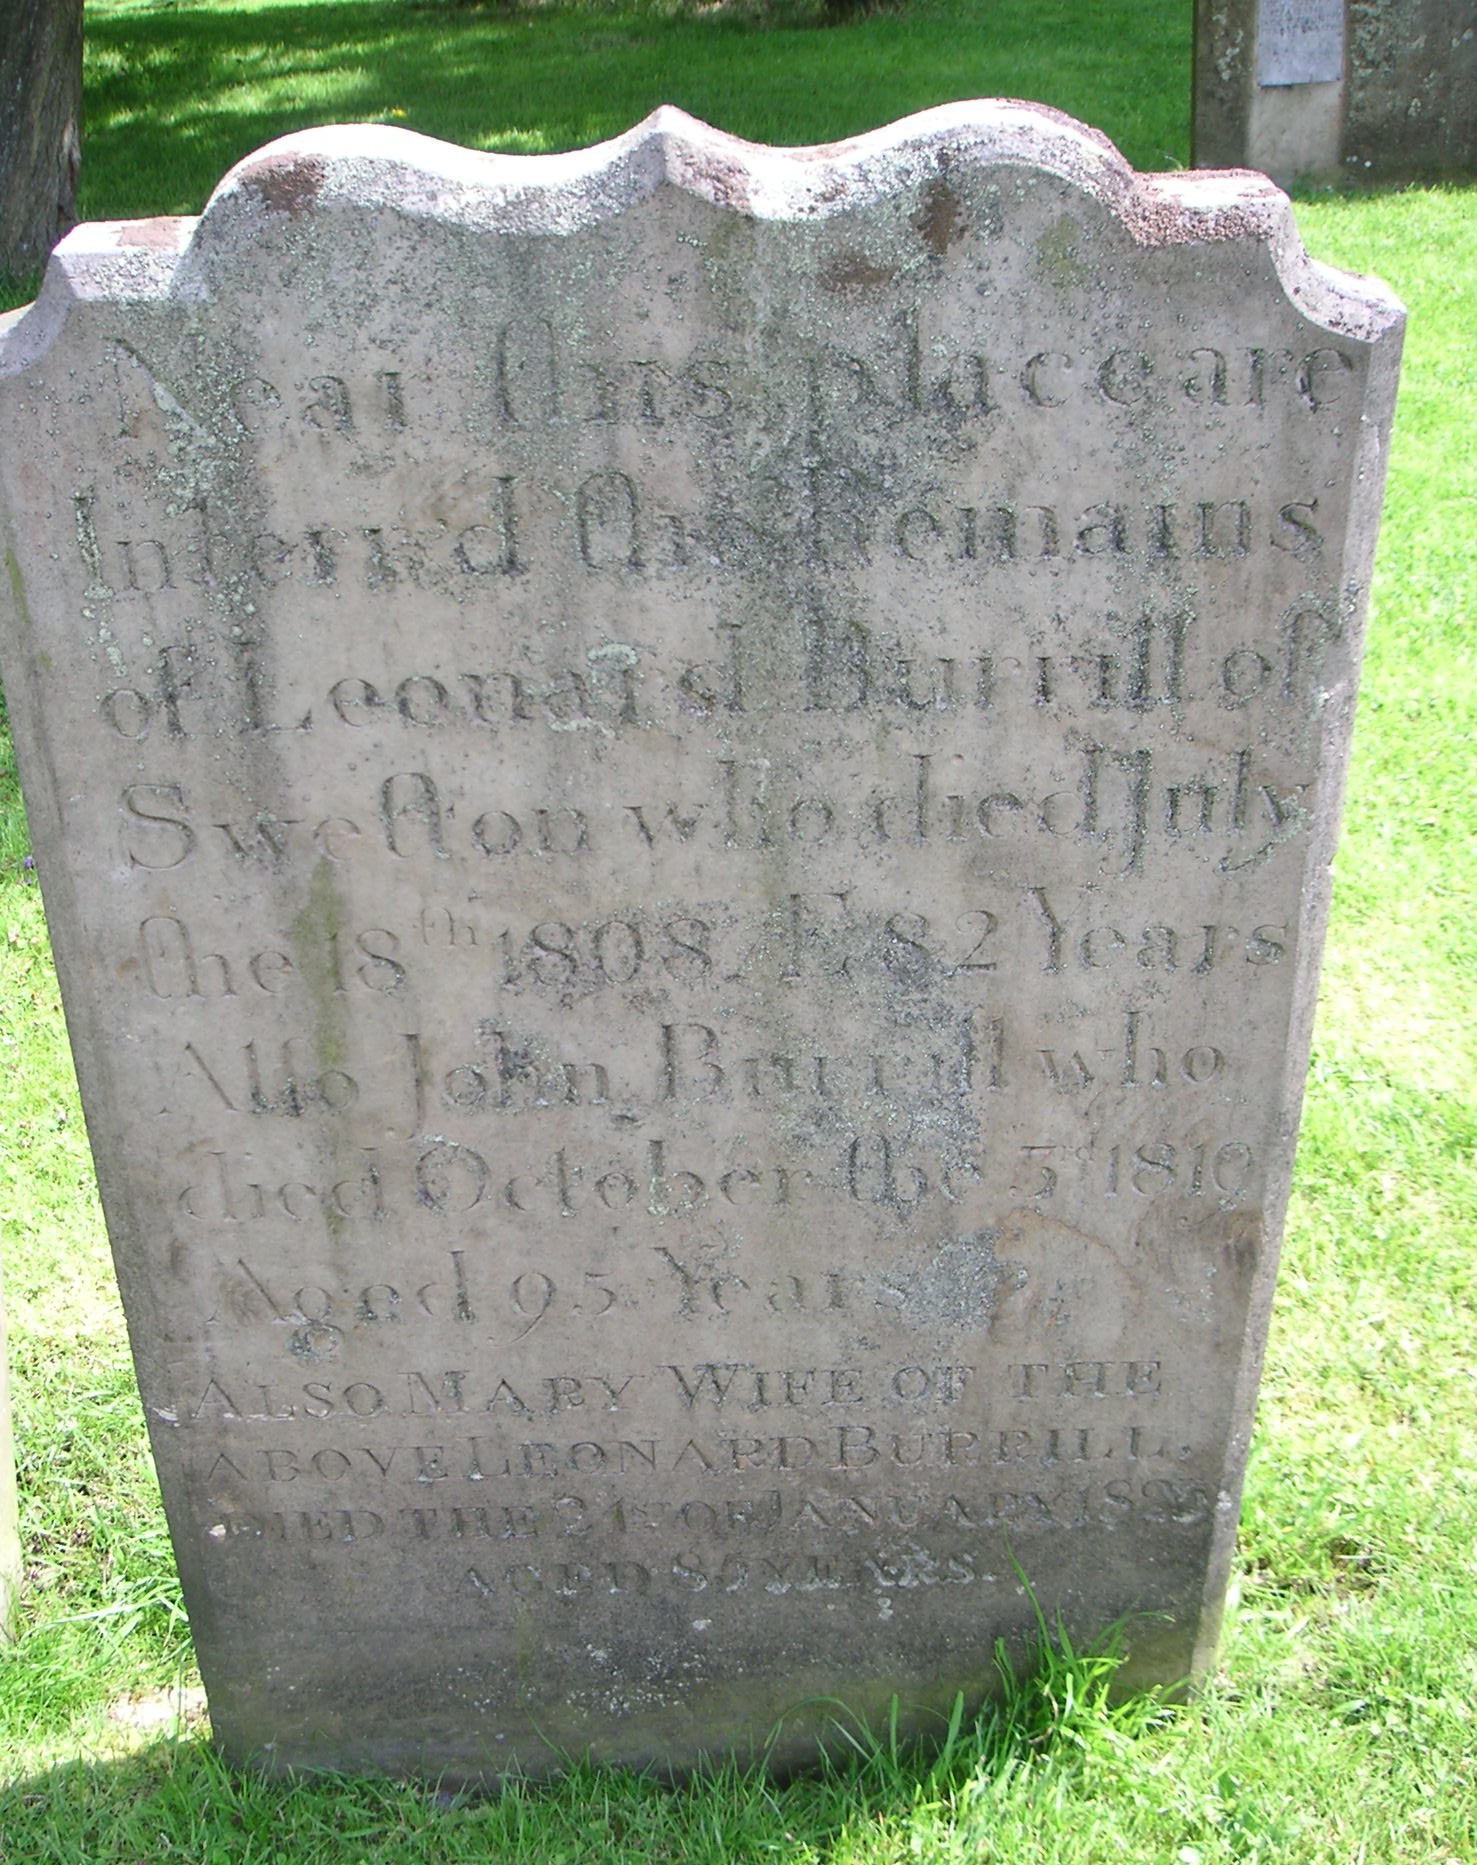 Near this place are
Interr'd the Remains
of Leonard Burrill of
Swetton who died July
the 18th 1808. Æ 82 Years
Also John Burrill who
died October the 3d 1810
Aged 95 Years
ALSO MARY WIFE OF THE
ABOVE LEONARD BURRILL.
DIED THE 21ST OF JANUARY
AGED YEARS.